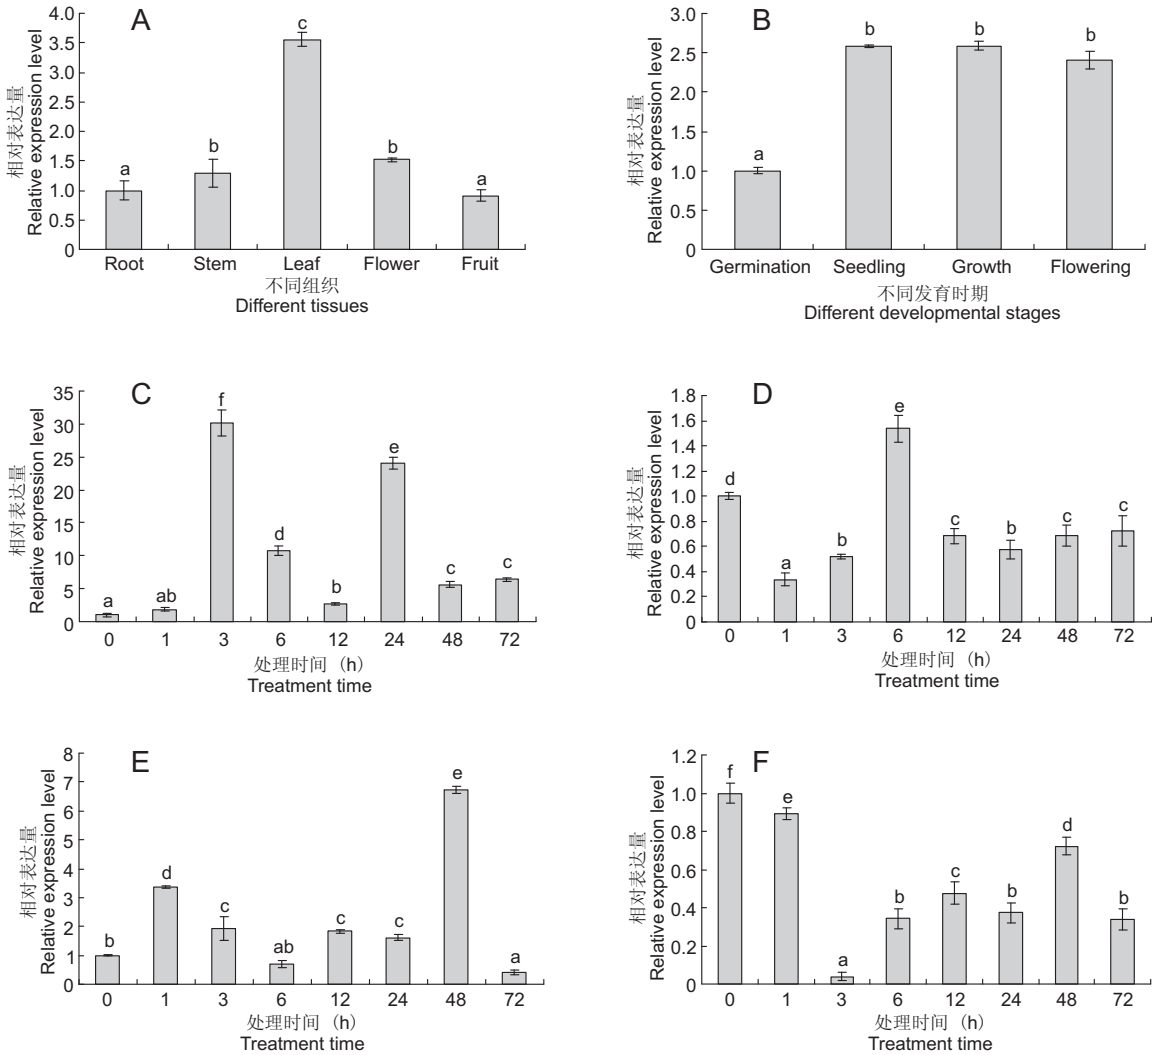 A
相对表达量
Relative expression level
4.0
3.5
3.0
2.5
2.0
1.5
1.0
0.5
0
a
b
c
b
a
Root Stem Leaf Flower Fruit
不同组织
Different tissues
B
相对表达量
Relative expression level
3.0
2.5
2.0
1.5
1.0
0.5
0
a
b
b
b
Germination Seedling Growth Flowering
不同发育时期
Different developmental stages
C
相对表达量
Relative expression level
35
30
25
20
15
10
5
0
a
ab
f
d
b
e
c
c
0 1 3 6 12 24 48 72
处理时间 (h)
Treatment time
D
相对表达量
Relative expression level
1.8
1.6
1.4
1.2
1.0
0.8
0.6
0.4
0.2
0
d
a
b
e
c
b
c
c
0 1 3 6 12 24 48 72
处理时间 (h)
Treatment time
E
相对表达量
Relative expression level
8
7
6
5
4
3
2
1
0
b
d
c
ab
c
c
e
a
0 1 3 6 12 24 48 72
处理时间 (h)
Treatment time
F
相对表达量
Relative expression level
1.2
1.0
0.8
0.6
0.4
0.2
0
f
e
a
b
c
b
d
b
0 1 3 6 12 24 48 72
处理时间 (h)
Treatment time